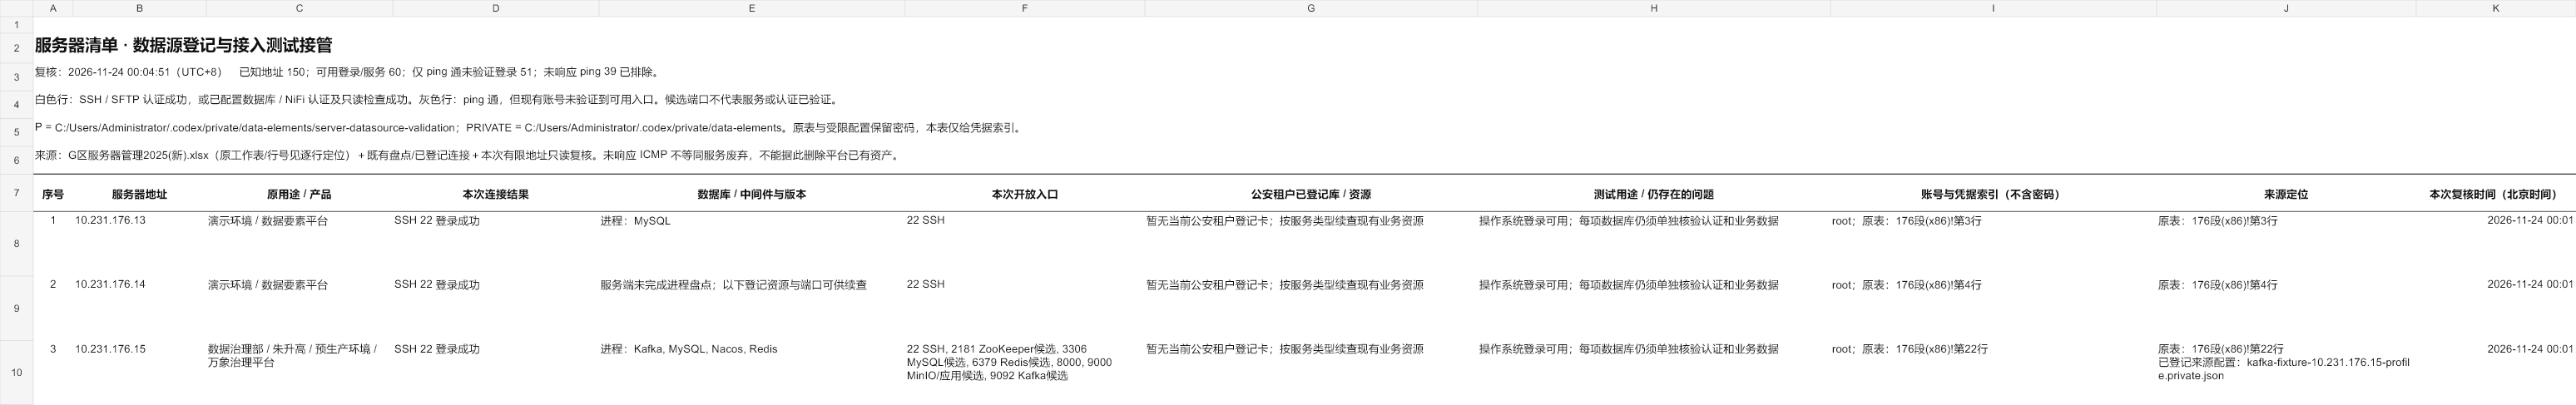 A B C D E F G H I J K
1
2 服务器清单 · 数据源登记与接入测试接管
3 复核：2026-11-24 00:04:51（UTC+8） 已知地址 150；可用登录/服务 60；仅 ping 通未验证登录 51；未响应 ping 39 已排除。
4 白色行：SSH / SFTP 认证成功，或已配置数据库 / NiFi 认证及只读检查成功。灰色行：ping 通，但现有账号未验证到可用入口。候选端口不代表服务或认证已验证。
5 P = C:/Users/Administrator/.codex/private/data-elements/server-datasource-validation；PRIVATE = C:/Users/Administrator/.codex/private/data-elements。原表与受限配置保留密码，本表仅给凭据索引。
6 来源：G区服务器管理2025(新).xlsx（原工作表/行号见逐行定位）+ 既有盘点/已登记连接 + 本次有限地址只读复核。未响应 ICMP 不等同服务废弃，不能据此删除平台已有资产。
7 序号 服务器地址 原用途 / 产品 本次连接结果 数据库 / 中间件与版本 本次开放入口 公安租户已登记库 / 资源 测试用途 / 仍存在的问题 账号与凭据索引（不含密码） 来源定位 本次复核时间（北京时间）
8 1 10.231.176.13 演示环境 / 数据要素平台 SSH 22 登录成功 进程：MySQL 22 SSH 暂无当前公安租户登记卡；按服务类型续查现有业务资源 操作系统登录可用；每项数据库仍须单独核验认证和业务数据 root；原表：176段(x86)!第3行 原表：176段(x86)!第3行 2026-11-24 00:01
9 2 10.231.176.14 演示环境 / 数据要素平台 SSH 22 登录成功 服务端未完成进程盘点；以下登记资源与端口可供续查 22 SSH 暂无当前公安租户登记卡；按服务类型续查现有业务资源 操作系统登录可用；每项数据库仍须单独核验认证和业务数据 root；原表：176段(x86)!第4行 原表：176段(x86)!第4行 2026-11-24 00:01
10 3 10.231.176.15 数据治理部 / 朱升高 / 预生产环境 / SSH 22 登录成功 进程：Kafka, MySQL, Nacos, Redis 22 SSH, 2181 ZooKeeper候选, 3306 暂无当前公安租户登记卡；按服务类型续查现有业务资源 操作系统登录可用；每项数据库仍须单独核验认证和业务数据 root；原表：176段(x86)!第22行 原表：176段(x86)!第22行 2026-11-24 00:01
万象治理平台 MySQL候选, 6379 Redis候选, 8000, 9000 已登记来源配置：kafka-fixture-10.231.176.15-profil
MinIO/应用候选, 9092 Kafka候选 e.private.json